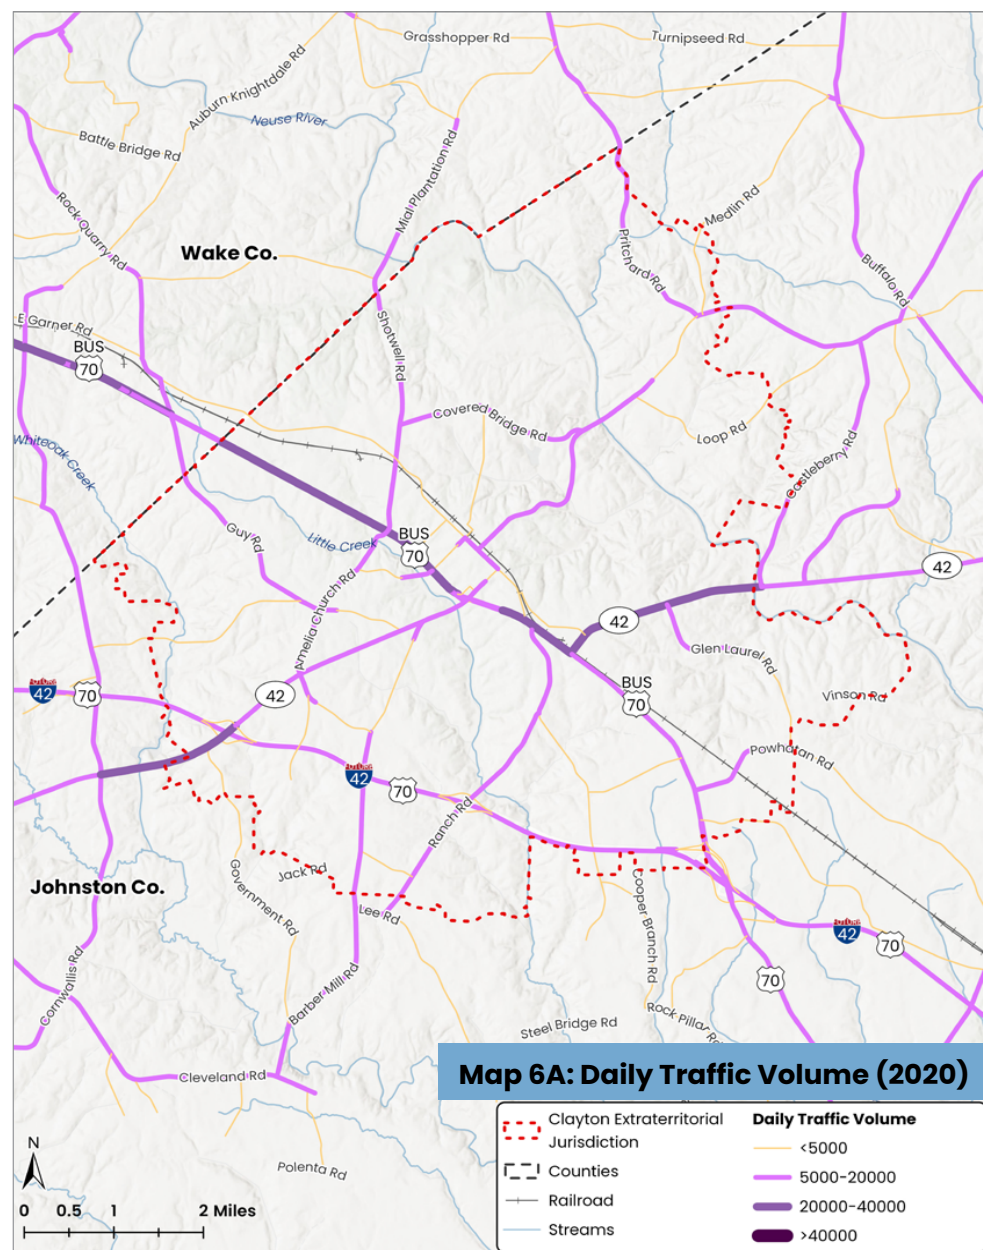 Grasshopper Rd
Turnipseed Rd
Auburn Knightdale Rd
Neuse River
Battle Bridge Rd
Mial Plantation Rd
Medlin Rd
Rock Quarry Rd
Wake Co.
Pritchard Rd
Buffalo Rd
E Garner Rd
BUS
70
Shotwell Rd
Covered Bridge Rd
Loop Rd
Whiteoak Creek
Castleberry Rd
Guy Rd
Little Creek
BUS
70
42
Amelia Church Rd
42
Glen Laurel Rd
FUTURE
42
70
42
BUS
70
Vinson Rd
Powhatan Rd
FUTURE
42
70
Ranch Rd
Johnston Co.
Government Rd
Jack Rd
Lee Rd
Cooper Branch Rd
FUTURE
42
70
Cornwallis Rd
Barber Mill Rd
70
Steel Bridge Rd
Rock Pillar
Cleveland Rd
Map 6A: Daily Traffic Volume (2020)
Clayton Extraterritorial
Jurisdiction
Counties
Railroad
Streams
Daily Traffic Volume
<5000
5000-20000
20000-40000
>40000
Polenta Rd
N
0 0.5 1 2 Miles